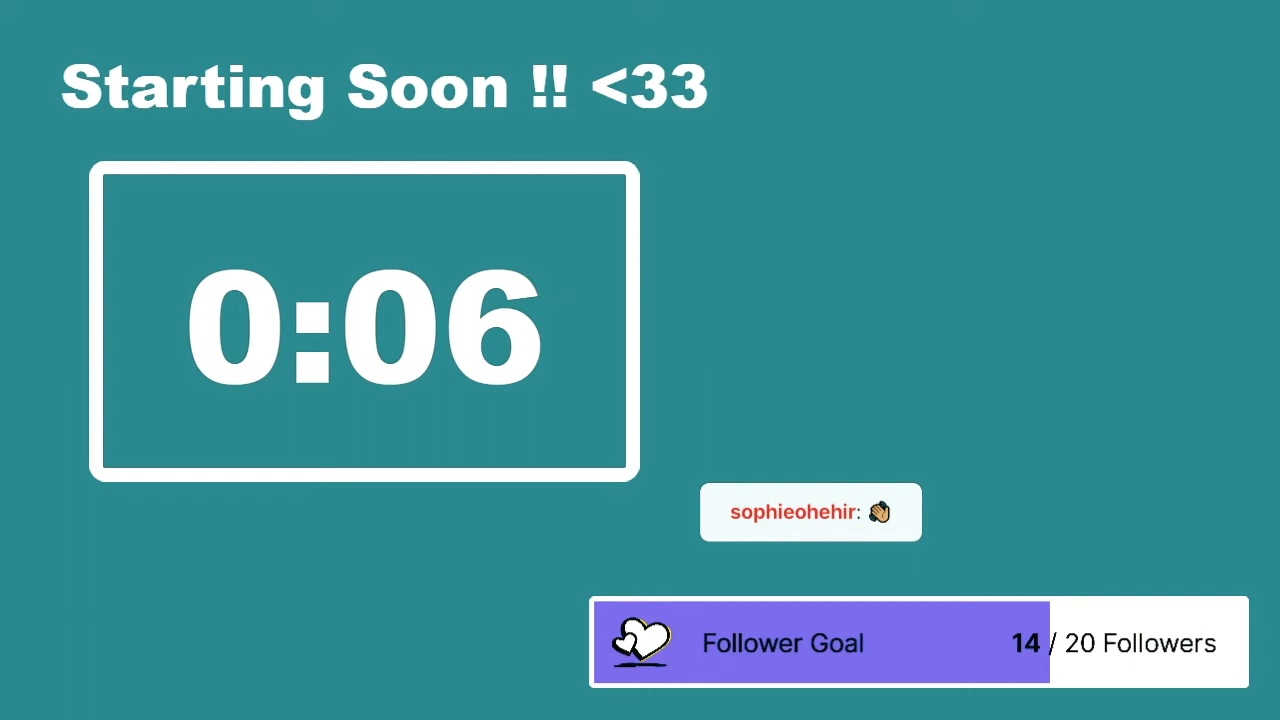 Starting Soon !! <33
0:06
sophieohehir: 👏🏽
Follower Goal 14 / 20 Followers